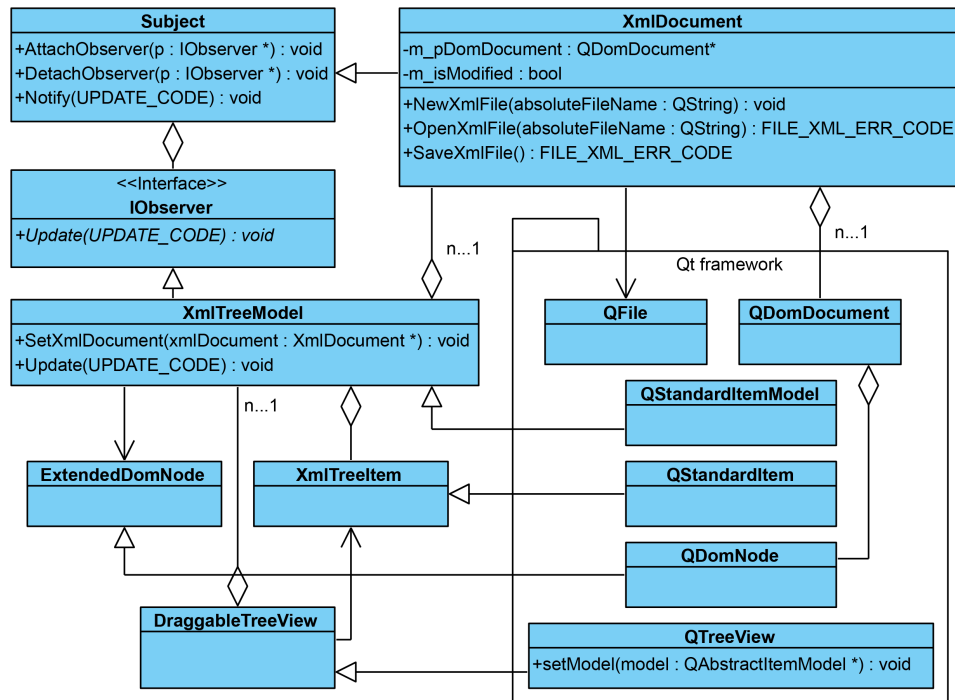 Subject
+AttachObserver(p : IObserver *) : void
+DetachObserver(p : IObserver *) : void
+Notify(UPDATE_CODE) : void
XmlDocument
-m_pDomDocument : QDomDocument*
-m_isModified : bool
+NewXmlFile(absoluteFileName : QString) : void
+OpenXmlFile(absoluteFileName : QString) : FILE_XML_ERR_CODE
+SaveXmlFile() : FILE_XML_ERR_CODE
<<Interface>>
IObserver
+Update(UPDATE_CODE) : void
n...1
n...1
Qt framework
XmlTreeModel
+SetXmlDocument(xmlDocument : XmlDocument *) : void
+Update(UPDATE_CODE) : void
QFile
QDomDocument
n...1
QStandardItemModel
ExtendedDomNode
XmlTreeItem
QStandardItem
QDomNode
DraggableTreeView
QTreeView
+setModel(model : QAbstractItemModel *) : void